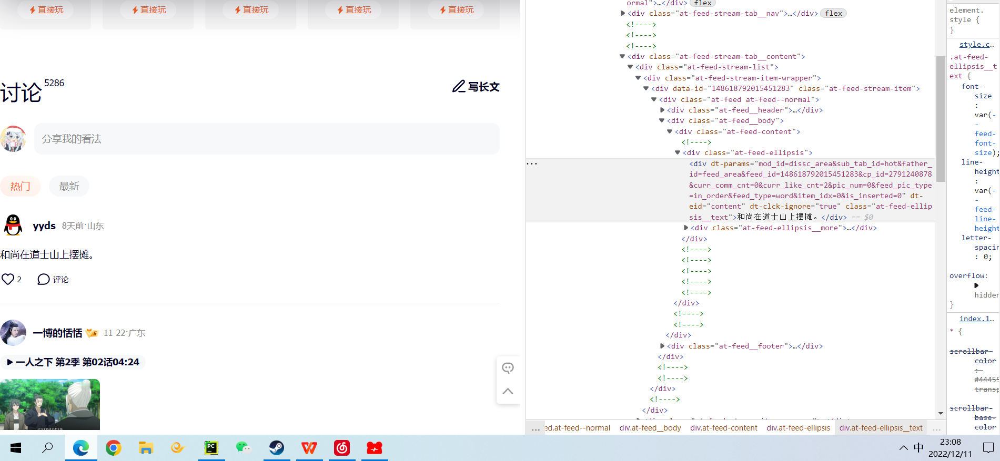 直接玩
直接玩
直接玩
直接玩
直接玩
讨论 5286
写长文
分享我的看法
热门
最新
yyds 8天前·山东
和尚在道士山上摆摊。
2 评论
一博的恬恬 11-22·广东
一人之下 第2季 第02话04:24
ormal">…</div> flex
<div class="at-feed-stream-tab__nav">…</div> flex
<!---->
<!---->
<!---->
<div class="at-feed-stream-tab__content">
<div class="at-feed-stream-list">
<div class="at-feed-stream-item-wrapper">
<div data-id="148618792015451283" class="at-feed-stream-item">
<div class="at-feed at-feed--normal">
<div class="at-feed__header">…</div>
<div class="at-feed__body">
<div class="at-feed-content">
<!---->
<div class="at-feed-ellipsis">
<div dt-params="mod_id=dissc_area&sub_tab_id=hot&father_
id=feed_area&feed_id=148618792015451283&cp_id=2791240878
&curr_comm_cnt=0&curr_like_cnt=2&pic_num=0&feed_pic_type
=in_order&feed_type=word&item_idx=0&is_inserted=0" dt-
eid="content" dt-clck-ignore="true" class="at-feed-ellip
sis__text">和尚在道士山上摆摊。</div> == $0
<div class="at-feed-ellipsis__more">…</div>
</div>
<!---->
<!---->
<!---->
<!---->
<!---->
</div>
<!---->
<!---->
</div>
<div class="at-feed__footer">…</div>
</div>
<!---->
<!---->
</div>
<!---->
</div>
... ed.at-feed--normal div.at-feed__body div.at-feed-content div.at-feed-ellipsis div.at-feed-ellipsis__text ...
element.
style {
}
style.c…
.at-feed-
ellipsis__t
ext {
font-
size
:
var(-
-
feed-
font-
size);
line-
height
:
var(-
-
feed-
line-
height
letter-
spacin
: 0;
overflow:
hidden
}
index.1…
* {
scrollbar-
color
:
#44455
transp
scrollbar-
base-
color
PC
中
23:08
2022/12/11